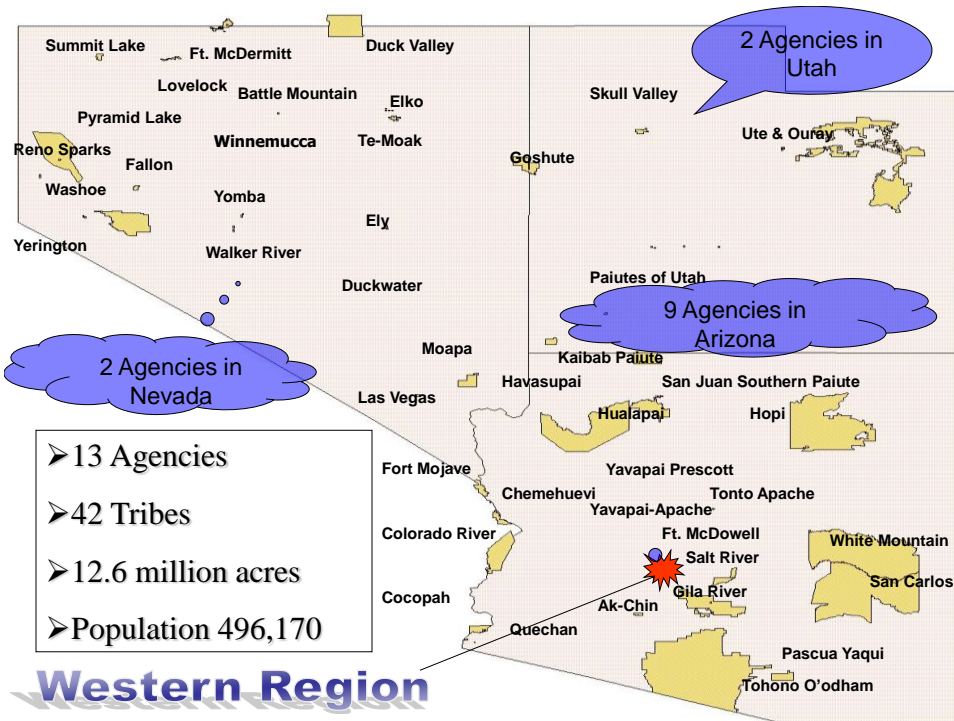 Summit Lake
Ft. McDermitt
Duck Valley
2 Agencies in
Utah
Lovelock
Battle Mountain
Elko
Skull Valley
Pyramid Lake
Winnemucca
Te-Moak
Ute & Ouray
Reno Sparks
Fallon
Goshute
Washoe
Yomba
Ely
Yerington
Walker River
Duckwater
Paiutes of Utah
9 Agencies in
Arizona
2 Agencies in
Nevada
Moapa
Kaibab Paiute
Las Vegas
Havasupai
San Juan Southern Paiute
Hualapai
Hopi
➢13 Agencies
➢42 Tribes
➢12.6 million acres
➢Population 496,170
Fort Mojave
Yavapai Prescott
Chemehuevi
Tonto Apache
Yavapai-Apache
Colorado River
Ft. McDowell
White Mountain
Salt River
San Carlos
Gila River
Cocopah
Ak-Chin
Quechan
Pascua Yaqui
Tohono O'odham
Western Region